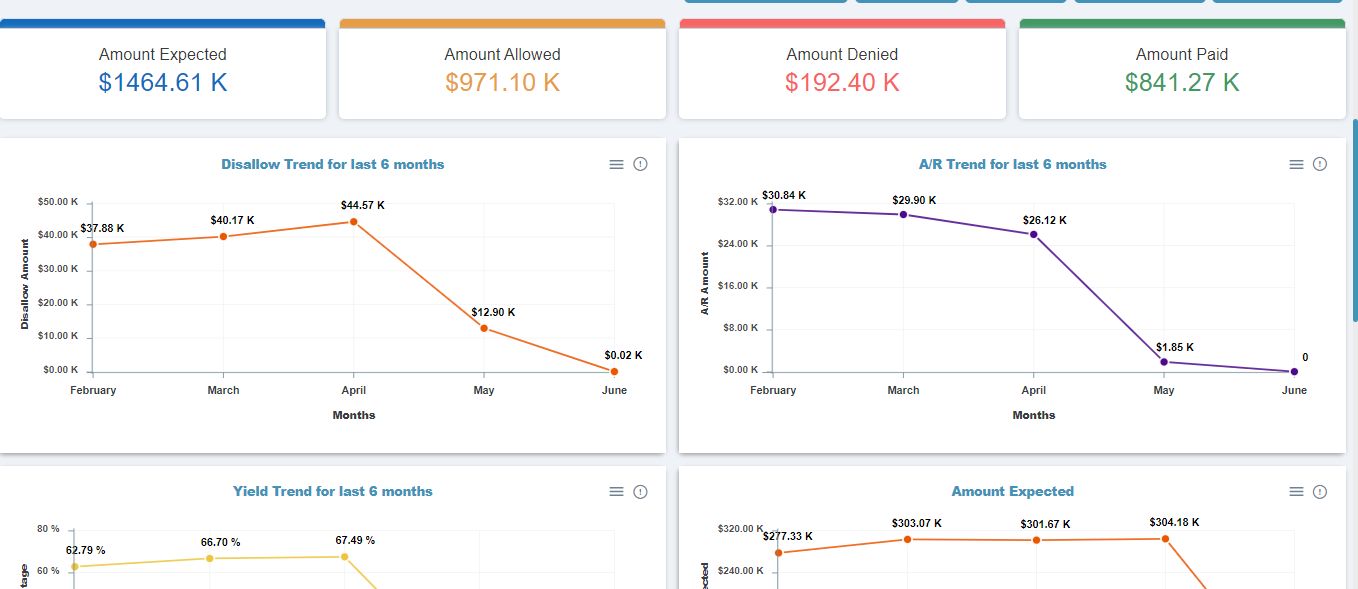 Amount Expected
$1464.61 K
Amount Allowed
$971.10 K
Amount Denied
$192.40 K
Amount Paid
$841.27 K
Disallow Trend for last 6 months
Disallow Amount
$50.00 K
$40.00 K
$30.00 K
$20.00 K
$10.00 K
$0.00 K
$37.88 K
$40.17 K
$44.57 K
$12.90 K
$0.02 K
February
March
April
May
June
Months
A/R Trend for last 6 months
A/R Amount
$32.00 K
$24.00 K
$16.00 K
$8.00 K
$0.00 K
$30.84 K
$29.90 K
$26.12 K
$1.85 K
0
February
March
April
May
June
Months
Yield Trend for last 6 months
tage
80 %
60 %
62.79 %
66.70 %
67.49 %
Amount Expected
ected
$320.00 K
$240.00 K
$277.33 K
$303.07 K
$301.67 K
$304.18 K